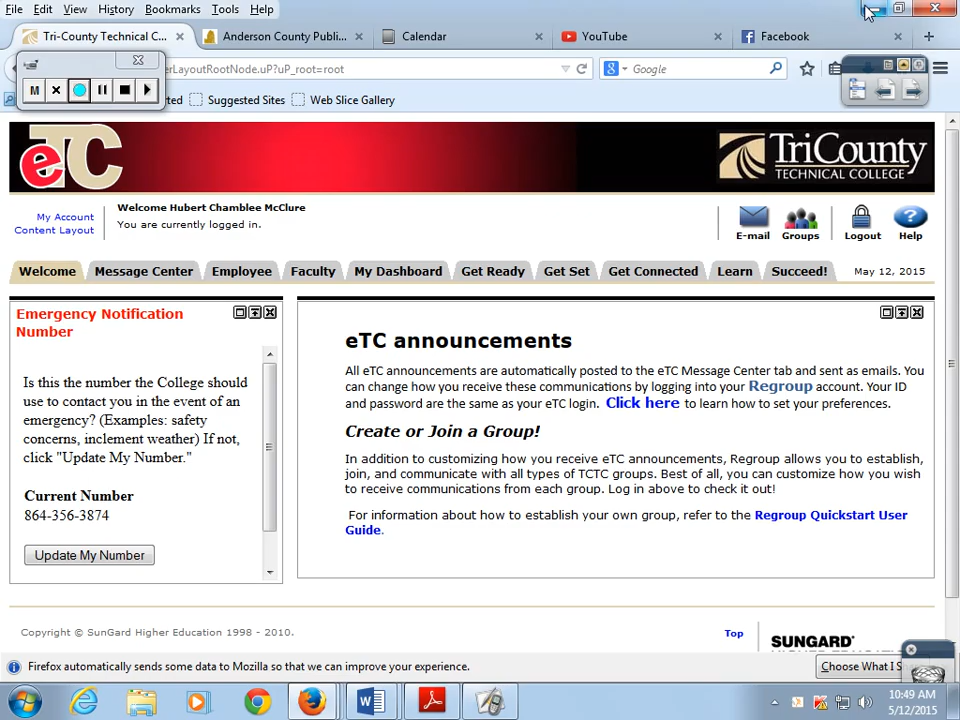 File Edit View History Bookmarks Tools Help
Tri-County Technical C... Anderson County Publi... Calendar YouTube Facebook
erLayoutRootNode.uP?uP_root=root Google
M
ted Suggested Sites Web Slice Gallery
eTC
TriCounty
TECHNICAL COLLEGE
My Account
Content Layout
Welcome Hubert Chamblee McClure
You are currently logged in.
E-mail Groups Logout Help
Welcome Message Center Employee Faculty My Dashboard Get Ready Get Set Get Connected Learn Succeed! May 12, 2015
Emergency Notification
Number
Is this the number the College should
use to contact you in the event of an
emergency? (Examples: safety
concerns, inclement weather) If not,
click "Update My Number."
Current Number
864-356-3874
Update My Number
eTC announcements
All eTC announcements are automatically posted to the eTC Message Center tab and sent as emails. You
can change how you receive these communications by logging into your Regroup account. Your ID
and password are the same as your eTC login. Click here to learn how to set your preferences.
Create or Join a Group!
In addition to customizing how you receive eTC announcements, Regroup allows you to establish,
join, and communicate with all types of TCTC groups. Best of all, you can customize how you wish
to receive communications from each group. Log in above to check it out!
For information about how to establish your own group, refer to the Regroup Quickstart User
Guide.
Copyright © SunGard Higher Education 1998 - 2010.
Top
SUNGARD
Firefox automatically sends some data to Mozilla so that we can improve your experience.
Choose What I S
10:49 AM
5/12/2015